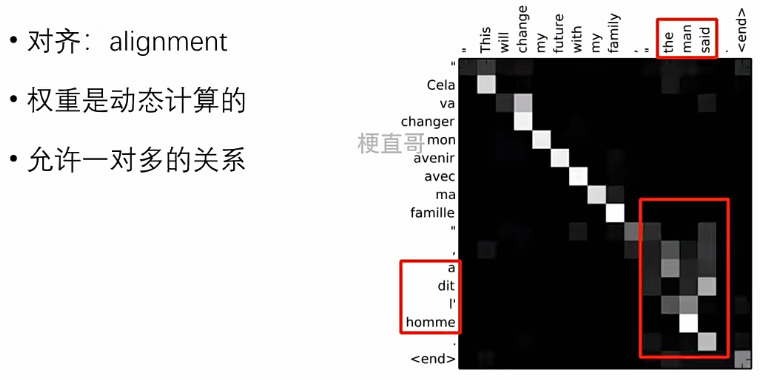 • 对齐：alignment
• 权重是动态计算的
• 允许一对多的关系
梗直哥
" This will change my future with my family , " the man said . <end>
"
Cela
va
changer
mon
avenir
avec
ma
famille
"
,
a
dit
l'
homme
.
<end>